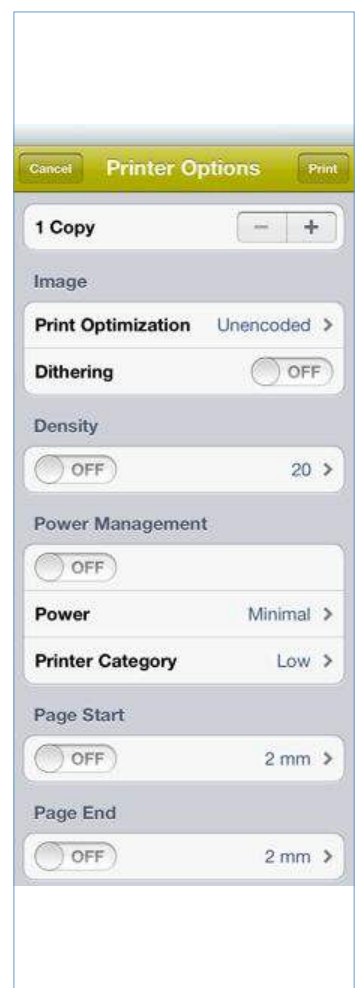 Cancel Printer Options Print
1 Copy − +
Image
Print Optimization Unencoded >
Dithering OFF
Density
OFF 20 >
Power Management
OFF
Power Minimal >
Printer Category Low >
Page Start
OFF 2 mm >
Page End
OFF 2 mm >